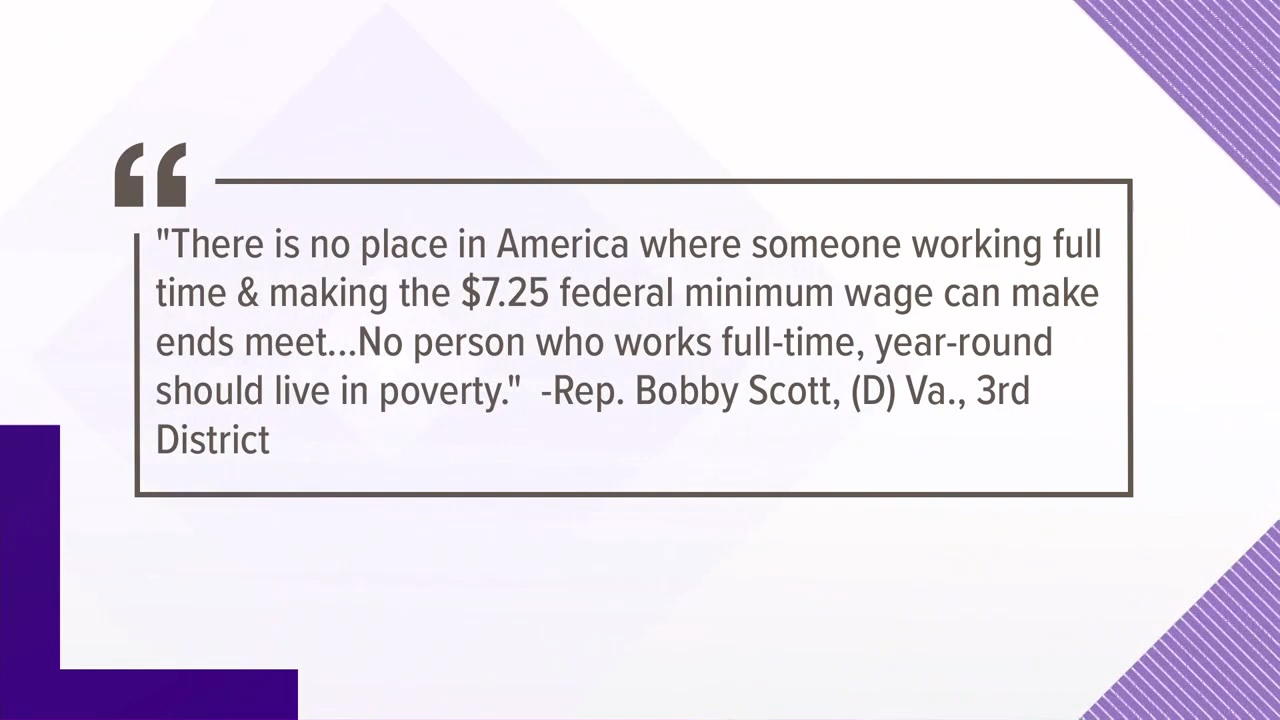 "There is no place in America where someone working full
time & making the $7.25 federal minimum wage can make
ends meet...No person who works full-time, year-round
should live in poverty."  -Rep. Bobby Scott, (D) Va., 3rd
District